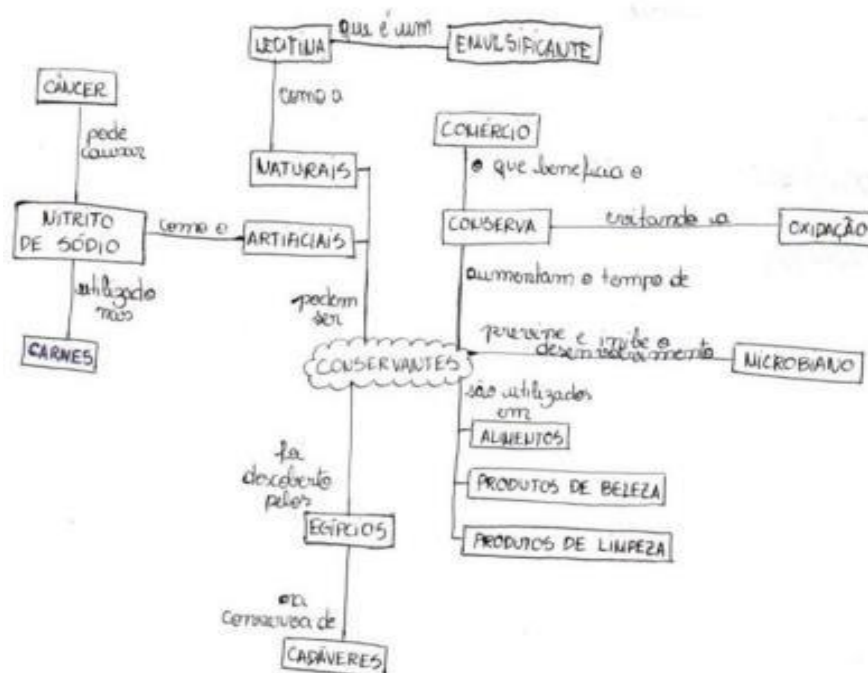 LECITINA
que é um
EMULSIFICANTE
CÂNCER
como a
pode
causar
COMÉRCIO
o que beneficia o
NATURAIS
NITRITO
DE SÓDIO
como o
ARTIFICIAIS
CONSERVA
evitando a
OXIDAÇÃO
utilizado
nas
aumentam o tempo de
podem
ser
CARNES
CONSERVANTES
previne e inibe o
desenvolvimento
MICROBIANO
são utilizados
em
ALIMENTOS
descoberto
pelos
PRODUTOS DE BELEZA
EGÍPCIOS
PRODUTOS DE LIMPEZA
na
conserva de
CADÁVERES